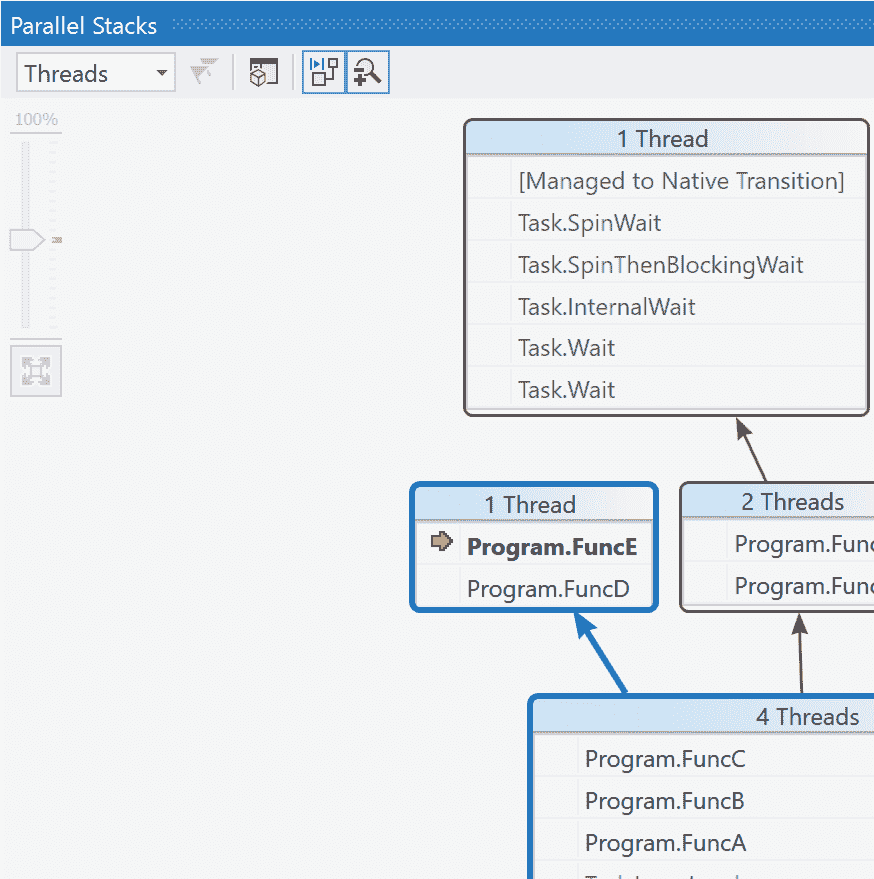 Parallel Stacks
Threads
100%
1 Thread
[Managed to Native Transition]
Task.SpinWait
Task.SpinThenBlockingWait
Task.InternalWait
Task.Wait
Task.Wait
1 Thread
Program.FuncE
Program.FuncD
2 Threads
4 Threads
Program.FuncC
Program.FuncB
Program.FuncA